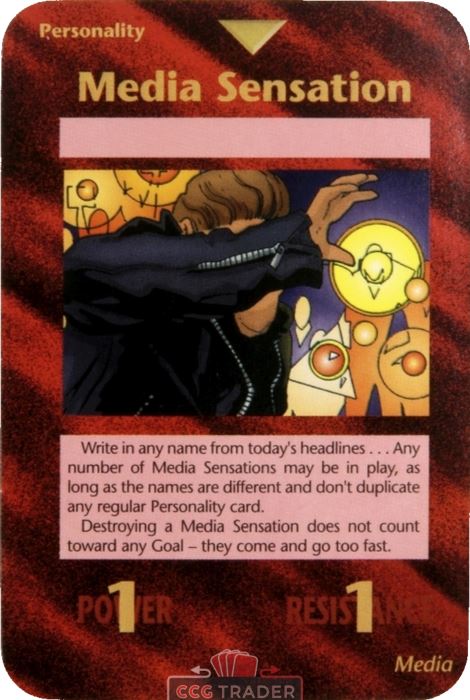 Personality
Media Sensation
Write in any name from today's headlines . . . Any
number of Media Sensations may be in play, as
long as the names are different and don't duplicate
any regular Personality card.
Destroying a Media Sensation does not count
toward any Goal – they come and go too fast.
POWER 1 RESISTANCE 1
Media
CCG TRADER